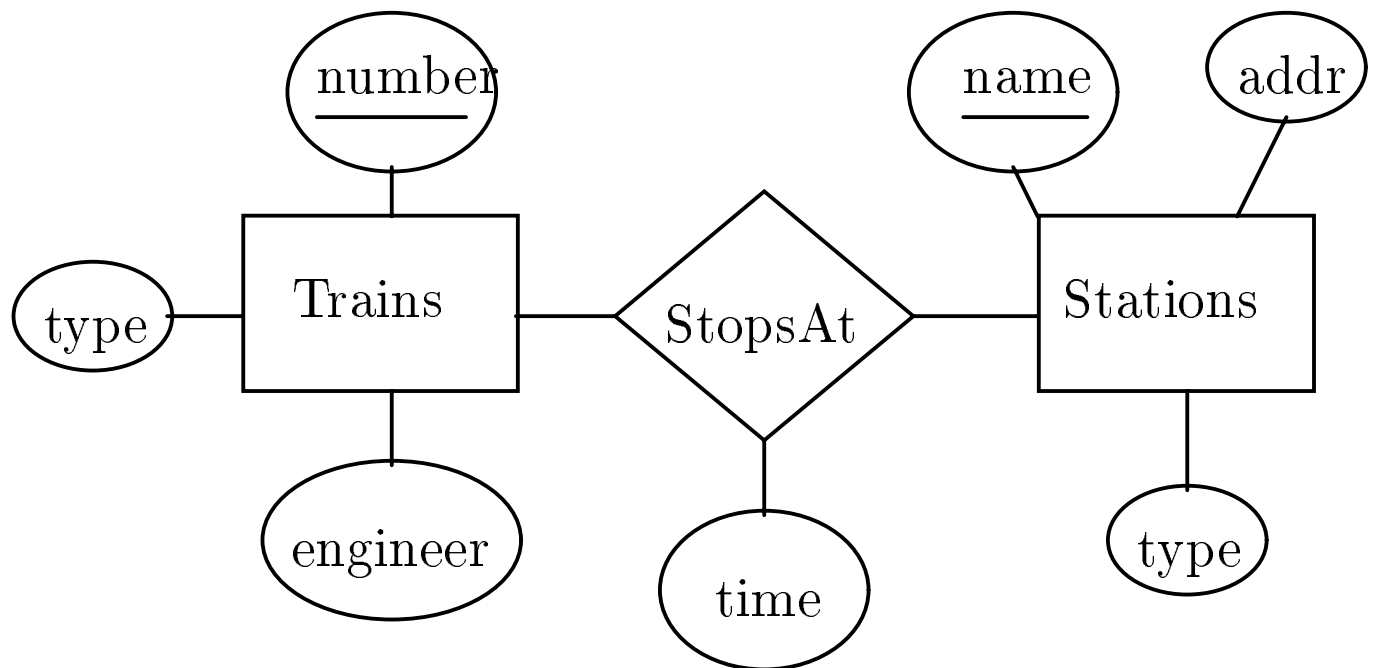 number
name
addr
type
Trains
StopsAt
Stations
engineer
time
type